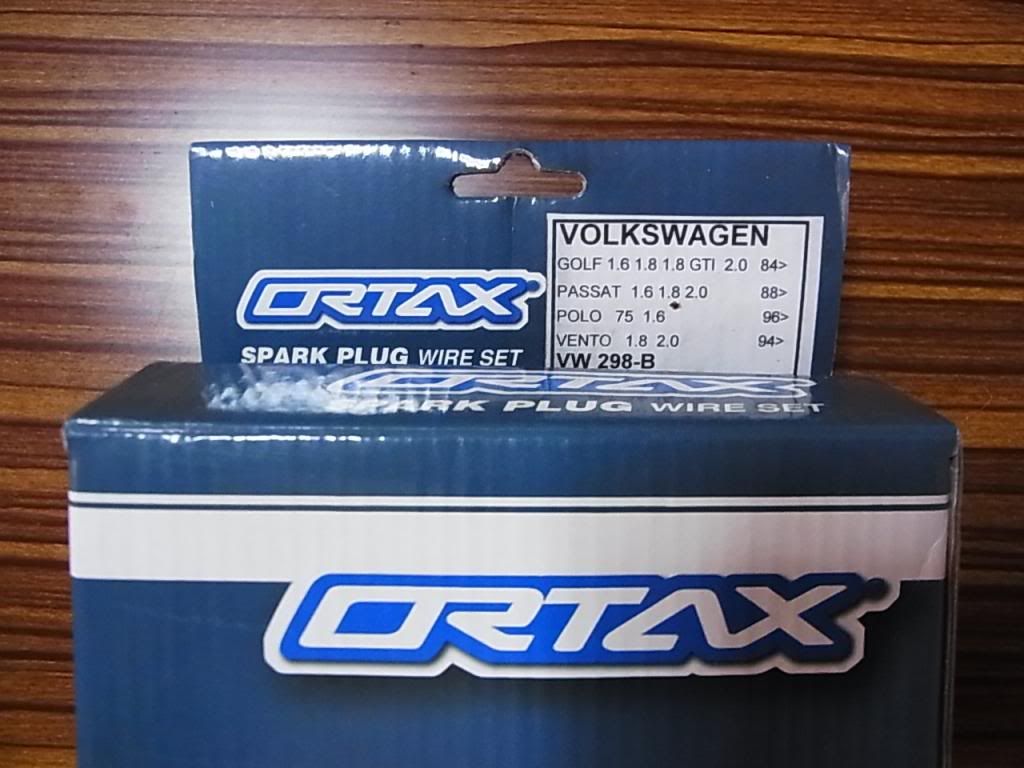 VOLKSWAGEN
GOLF 1.6 1.8 1.8 GTI 2.0 84>
PASSAT 1.6 1.8 2.0 88>
POLO 75 1.6 96>
VENTO 1.8 2.0 94>
VW 298-B
ORTAX
SPARK PLUG WIRE SET
ORTAX
SPARK PLUG WIRE SET
ORTAX